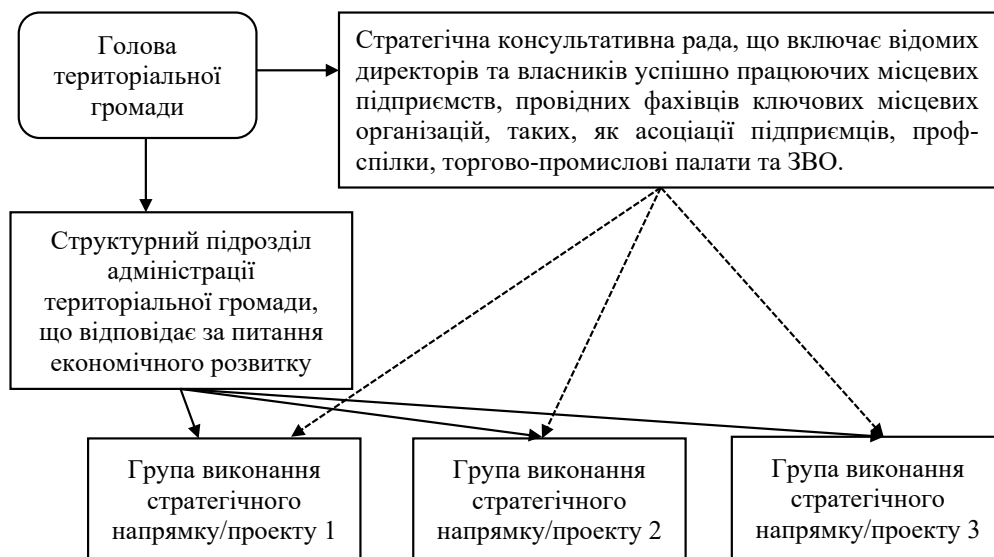 Голова
територіальної
громади
Стратегічна консультативна рада, що включає відомих
директорів та власників успішно працюючих місцевих
підприємств, провідних фахівців ключових місцевих
організацій, таких, як асоціації підприємців, проф-
спілки, торгово-промислові палати та ЗВО.
Структурний підрозділ
адміністрації
територіальної громади,
що відповідає за питання
економічного розвитку
Група виконання
стратегічного
напрямку/проекту 1
Група виконання
стратегічного
напрямку/проекту 2
Група виконання
стратегічного
напрямку/проекту 3